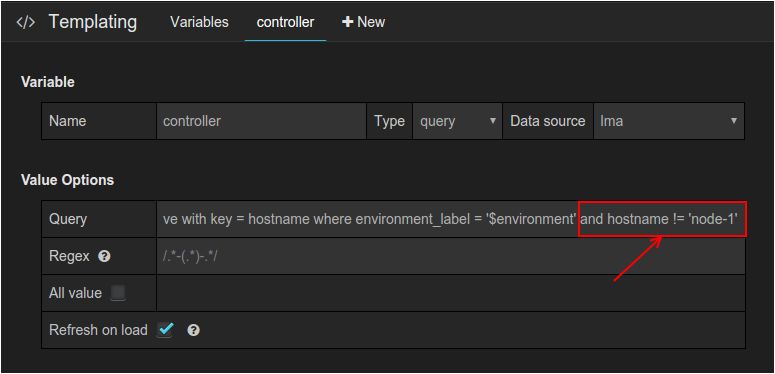 </> Templating Variables controller + New
Variable
Name controller Type query Data source lma
Value Options
Query ve with key = hostname where environment_label = '$environment' and hostname != 'node-1'
Regex ? /.*-(.*)-.*/
All value
Refresh on load ?